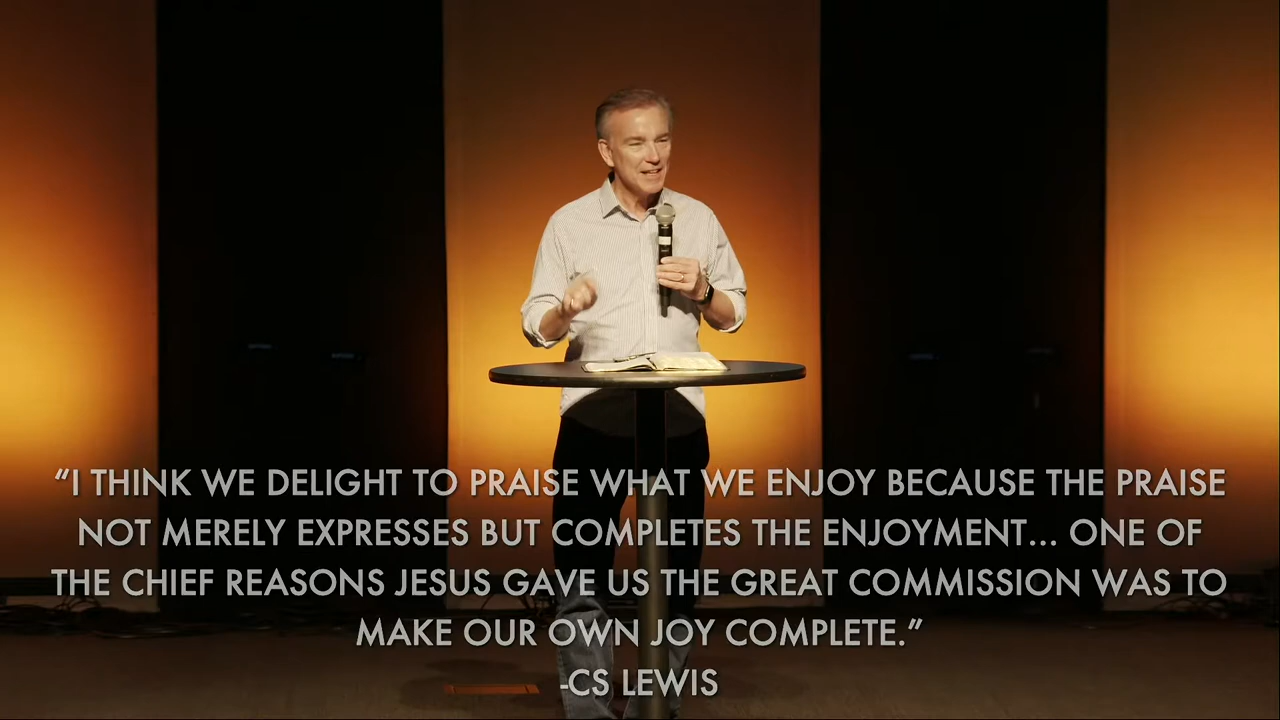 “I THINK WE DELIGHT TO PRAISE WHAT WE ENJOY BECAUSE THE PRAISE
NOT MERELY EXPRESSES BUT COMPLETES THE ENJOYMENT... ONE OF
THE CHIEF REASONS JESUS GAVE US THE GREAT COMMISSION WAS TO
MAKE OUR OWN JOY COMPLETE.”
-CS LEWIS